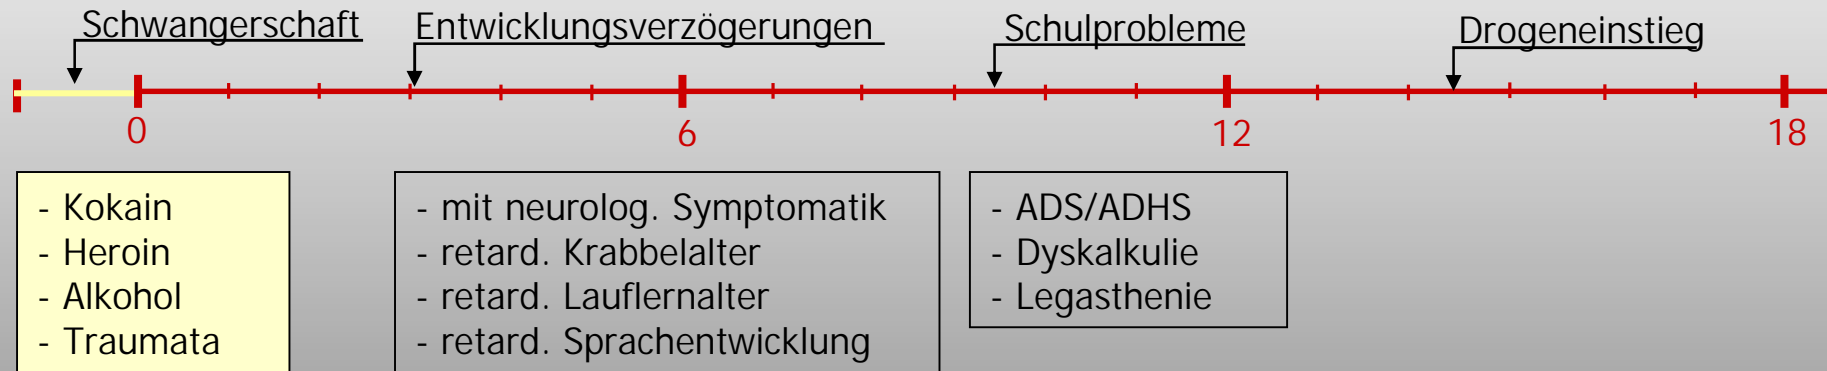 Schwangerschaft
Entwicklungsverzögerungen
Schulprobleme
Drogeneinstieg
0
6
12
18
- Kokain
- Heroin
- Alkohol
- Traumata
- mit neurolog. Symptomatik
- retard. Krabbelalter
- retard. Lauflernalter
- retard. Sprachentwicklung
- ADS/ADHS
- Dyskalkulie
- Legasthenie